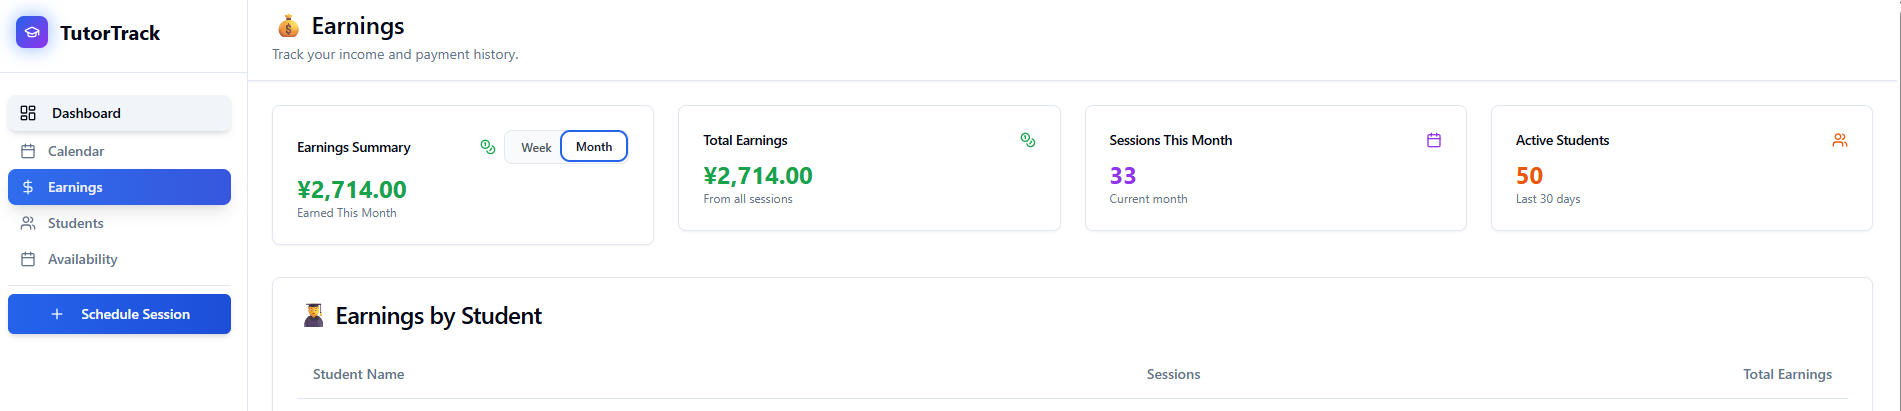 TutorTrack
Dashboard
Calendar
Earnings
Students
Availability
Schedule Session
Earnings
Track your income and payment history.
Earnings Summary
Week
Month
¥2,714.00
Earned This Month
Total Earnings
¥2,714.00
From all sessions
Sessions This Month
33
Current month
Active Students
50
Last 30 days
Earnings by Student
Student Name
Sessions
Total Earnings